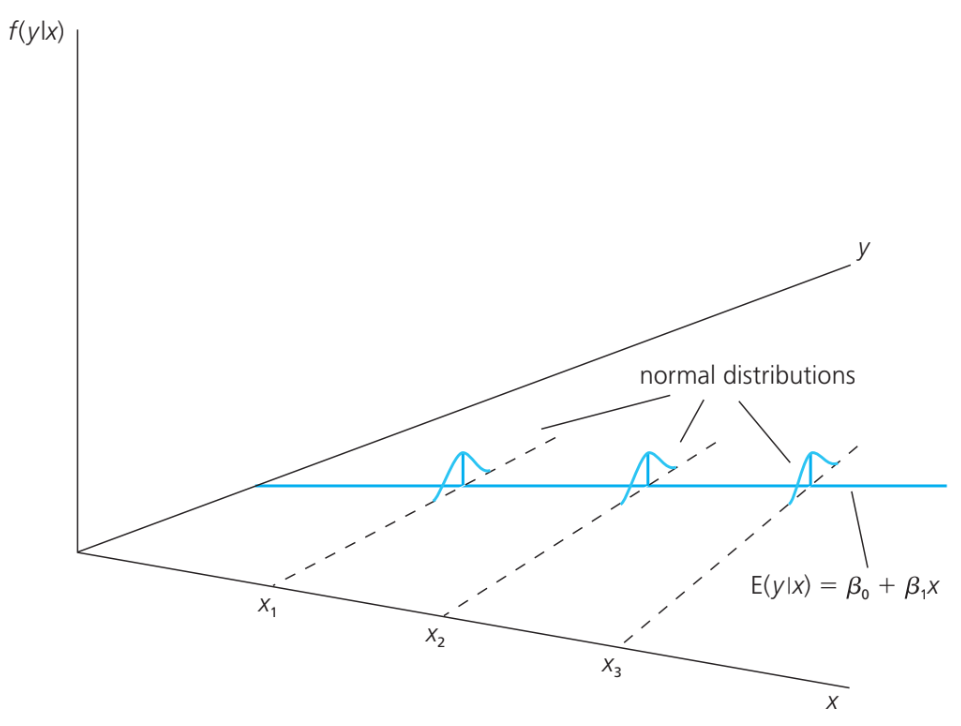 f(y|x)
y
normal distributions
E(y|x) = β₀ + β₁x
x₁
x₂
x₃
x